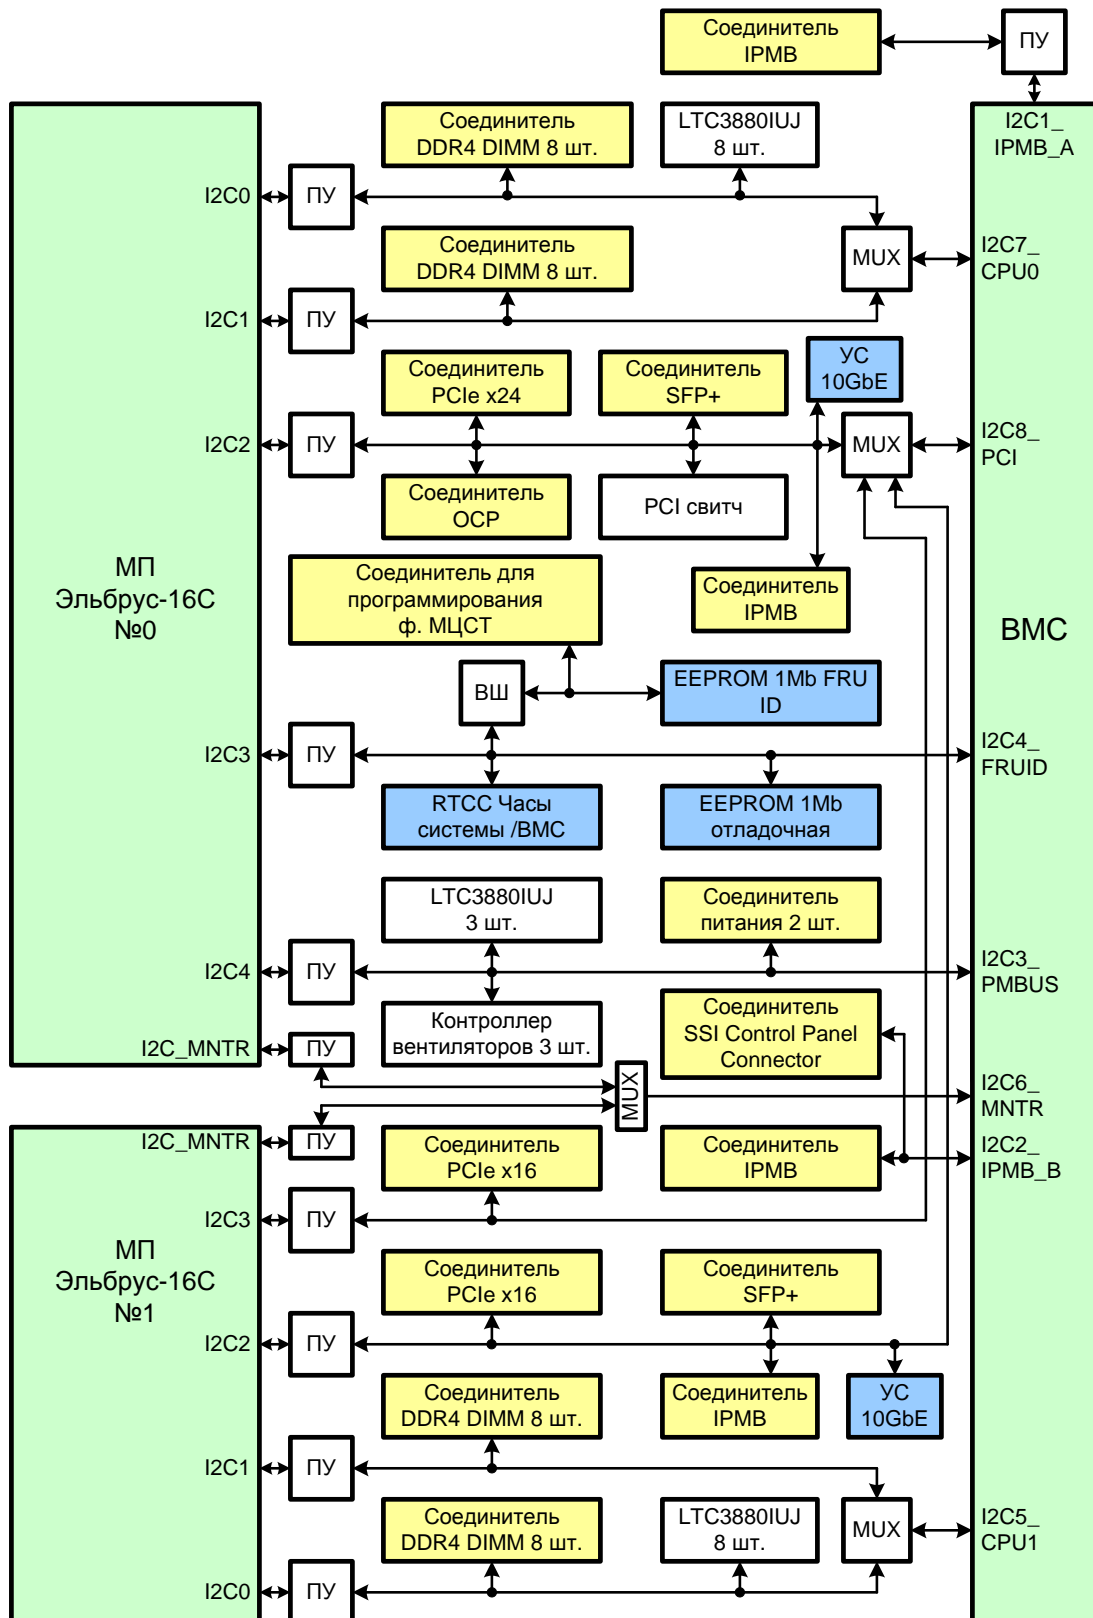 Соединитель
IPMB
ПУ
I2C1_
IPMB_A
Соединитель
DDR4 DIMM 8 шт.
LTC3880IUJ
8 шт.
I2C0
ПУ
Соединитель
DDR4 DIMM 8 шт.
MUX
I2C7_
CPU0
I2C1
ПУ
Соединитель
PCIe x24
Соединитель
SFP+
УС
10GbE
I2C2
ПУ
MUX
I2C8_
PCI
Соединитель
OCP
PCI свитч
МП
Эльбрус-16С
№0
Соединитель для
программирования
ф. МЦСТ
Соединитель
IPMB
BMC
ВШ
EEPROM 1Mb FRU
ID
I2C3
ПУ
I2C4_
FRUID
RTCC Часы
системы /BMC
EEPROM 1Mb
отладочная
LTC3880IUJ
3 шт.
Соединитель
питания 2 шт.
I2C4
ПУ
I2C3_
PMBUS
Контроллер
вентиляторов 3 шт.
Соединитель
SSI Control Panel
Connector
I2C_MNTR
ПУ
MUX
I2C6_
MNTR
I2C_MNTR
ПУ
Соединитель
PCIe x16
Соединитель
IPMB
I2C2_
IPMB_B
I2C3
ПУ
МП
Эльбрус-16С
№1
Соединитель
PCIe x16
Соединитель
SFP+
I2C2
ПУ
Соединитель
DDR4 DIMM 8 шт.
Соединитель
IPMB
УС
10GbE
I2C1
ПУ
Соединитель
DDR4 DIMM 8 шт.
LTC3880IUJ
8 шт.
MUX
I2C5_
CPU1
I2C0
ПУ